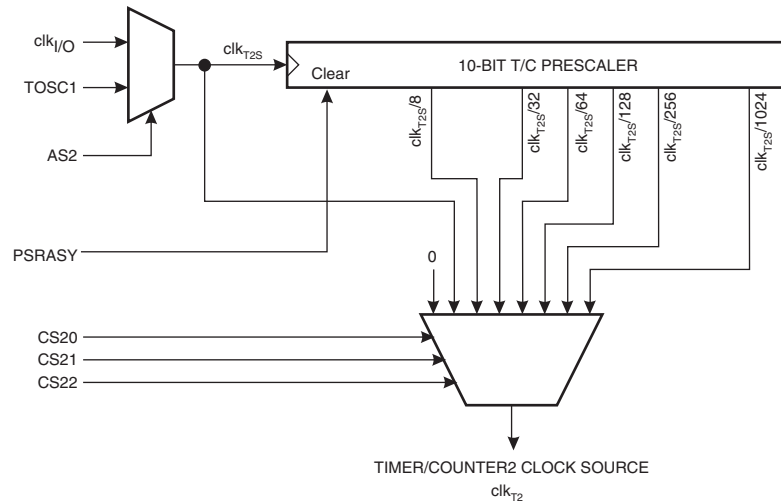 clkI/O
TOSC1
AS2
PSRASY
clkT2S
Clear
10-BIT T/C PRESCALER
clkT2S/8
clkT2S/32
clkT2S/64
clkT2S/128
clkT2S/256
clkT2S/1024
0
CS20
CS21
CS22
TIMER/COUNTER2 CLOCK SOURCE
clkT2